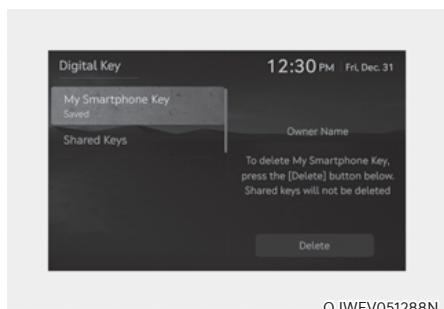 Digital Key
12:30 PM Fri, Dec. 31
My Smartphone Key
Saved
Shared Keys
Owner Name
To delete My Smartphone Key,
press the [Delete] button below.
Shared keys will not be deleted
Delete
OJWEV051288N